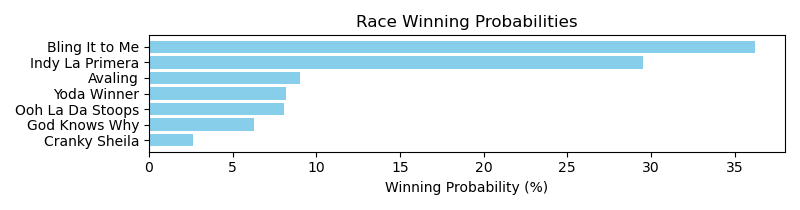 Race Winning Probabilities
Bling It to Me
Indy La Primera
Avaling
Yoda Winner
Ooh La Da Stoops
God Knows Why
Cranky Sheila
0 5 10 15 20 25 30 35
Winning Probability (%)